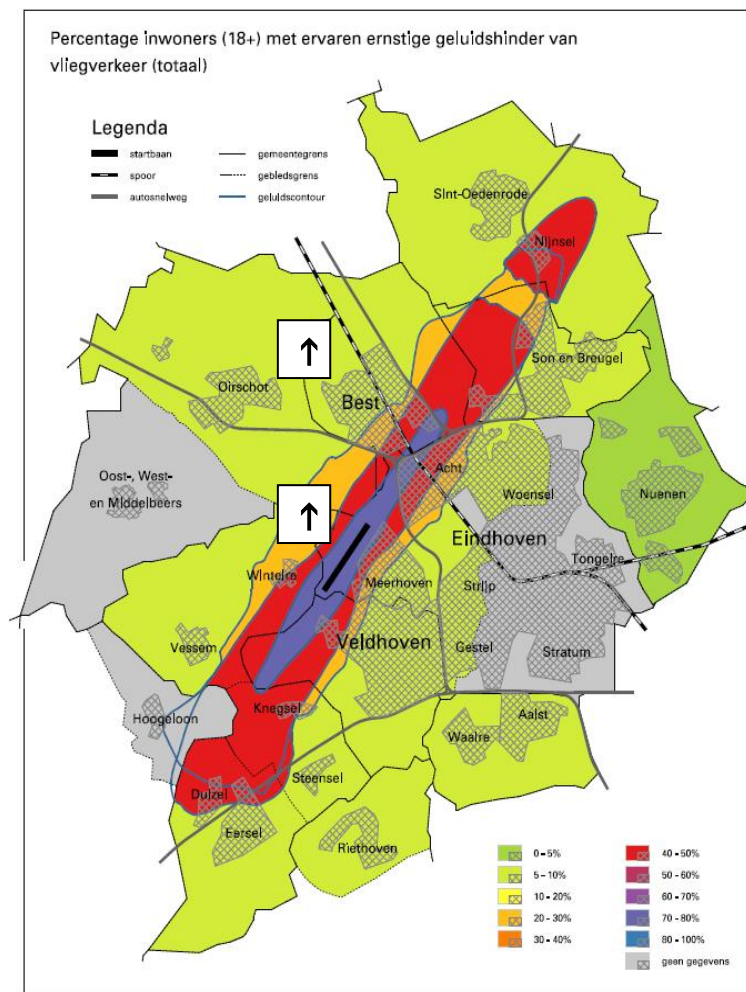 Percentage inwoners (18+) met ervaren ernstige geluidshinder van
vliegverkeer (totaal)
Legenda
startbaan
spoor
autosnelweg
gemeentegrens
gebiedsgrens
geluidscontour
Sint-Oedenrode
Nijnsel
Son en Breugel
Oirschot
Best
↑
Acht
Oost-, West-
en Middelbeers
Woensel
Nuenen
↑
Eindhoven
Wintelre
Meerhoven
Tongelre
Strijp
Veldhoven
Vessem
Gestel
Stratum
Hoogeloon
Knegsel
Aalst
Waalre
Steensel
Duizel
Eersel
Riethoven
0 - 5%
5 - 10%
10 - 20%
20 - 30%
30 - 40%
40 - 50%
50 - 60%
60 - 70%
70 - 80%
80 - 100%
geen gegevens